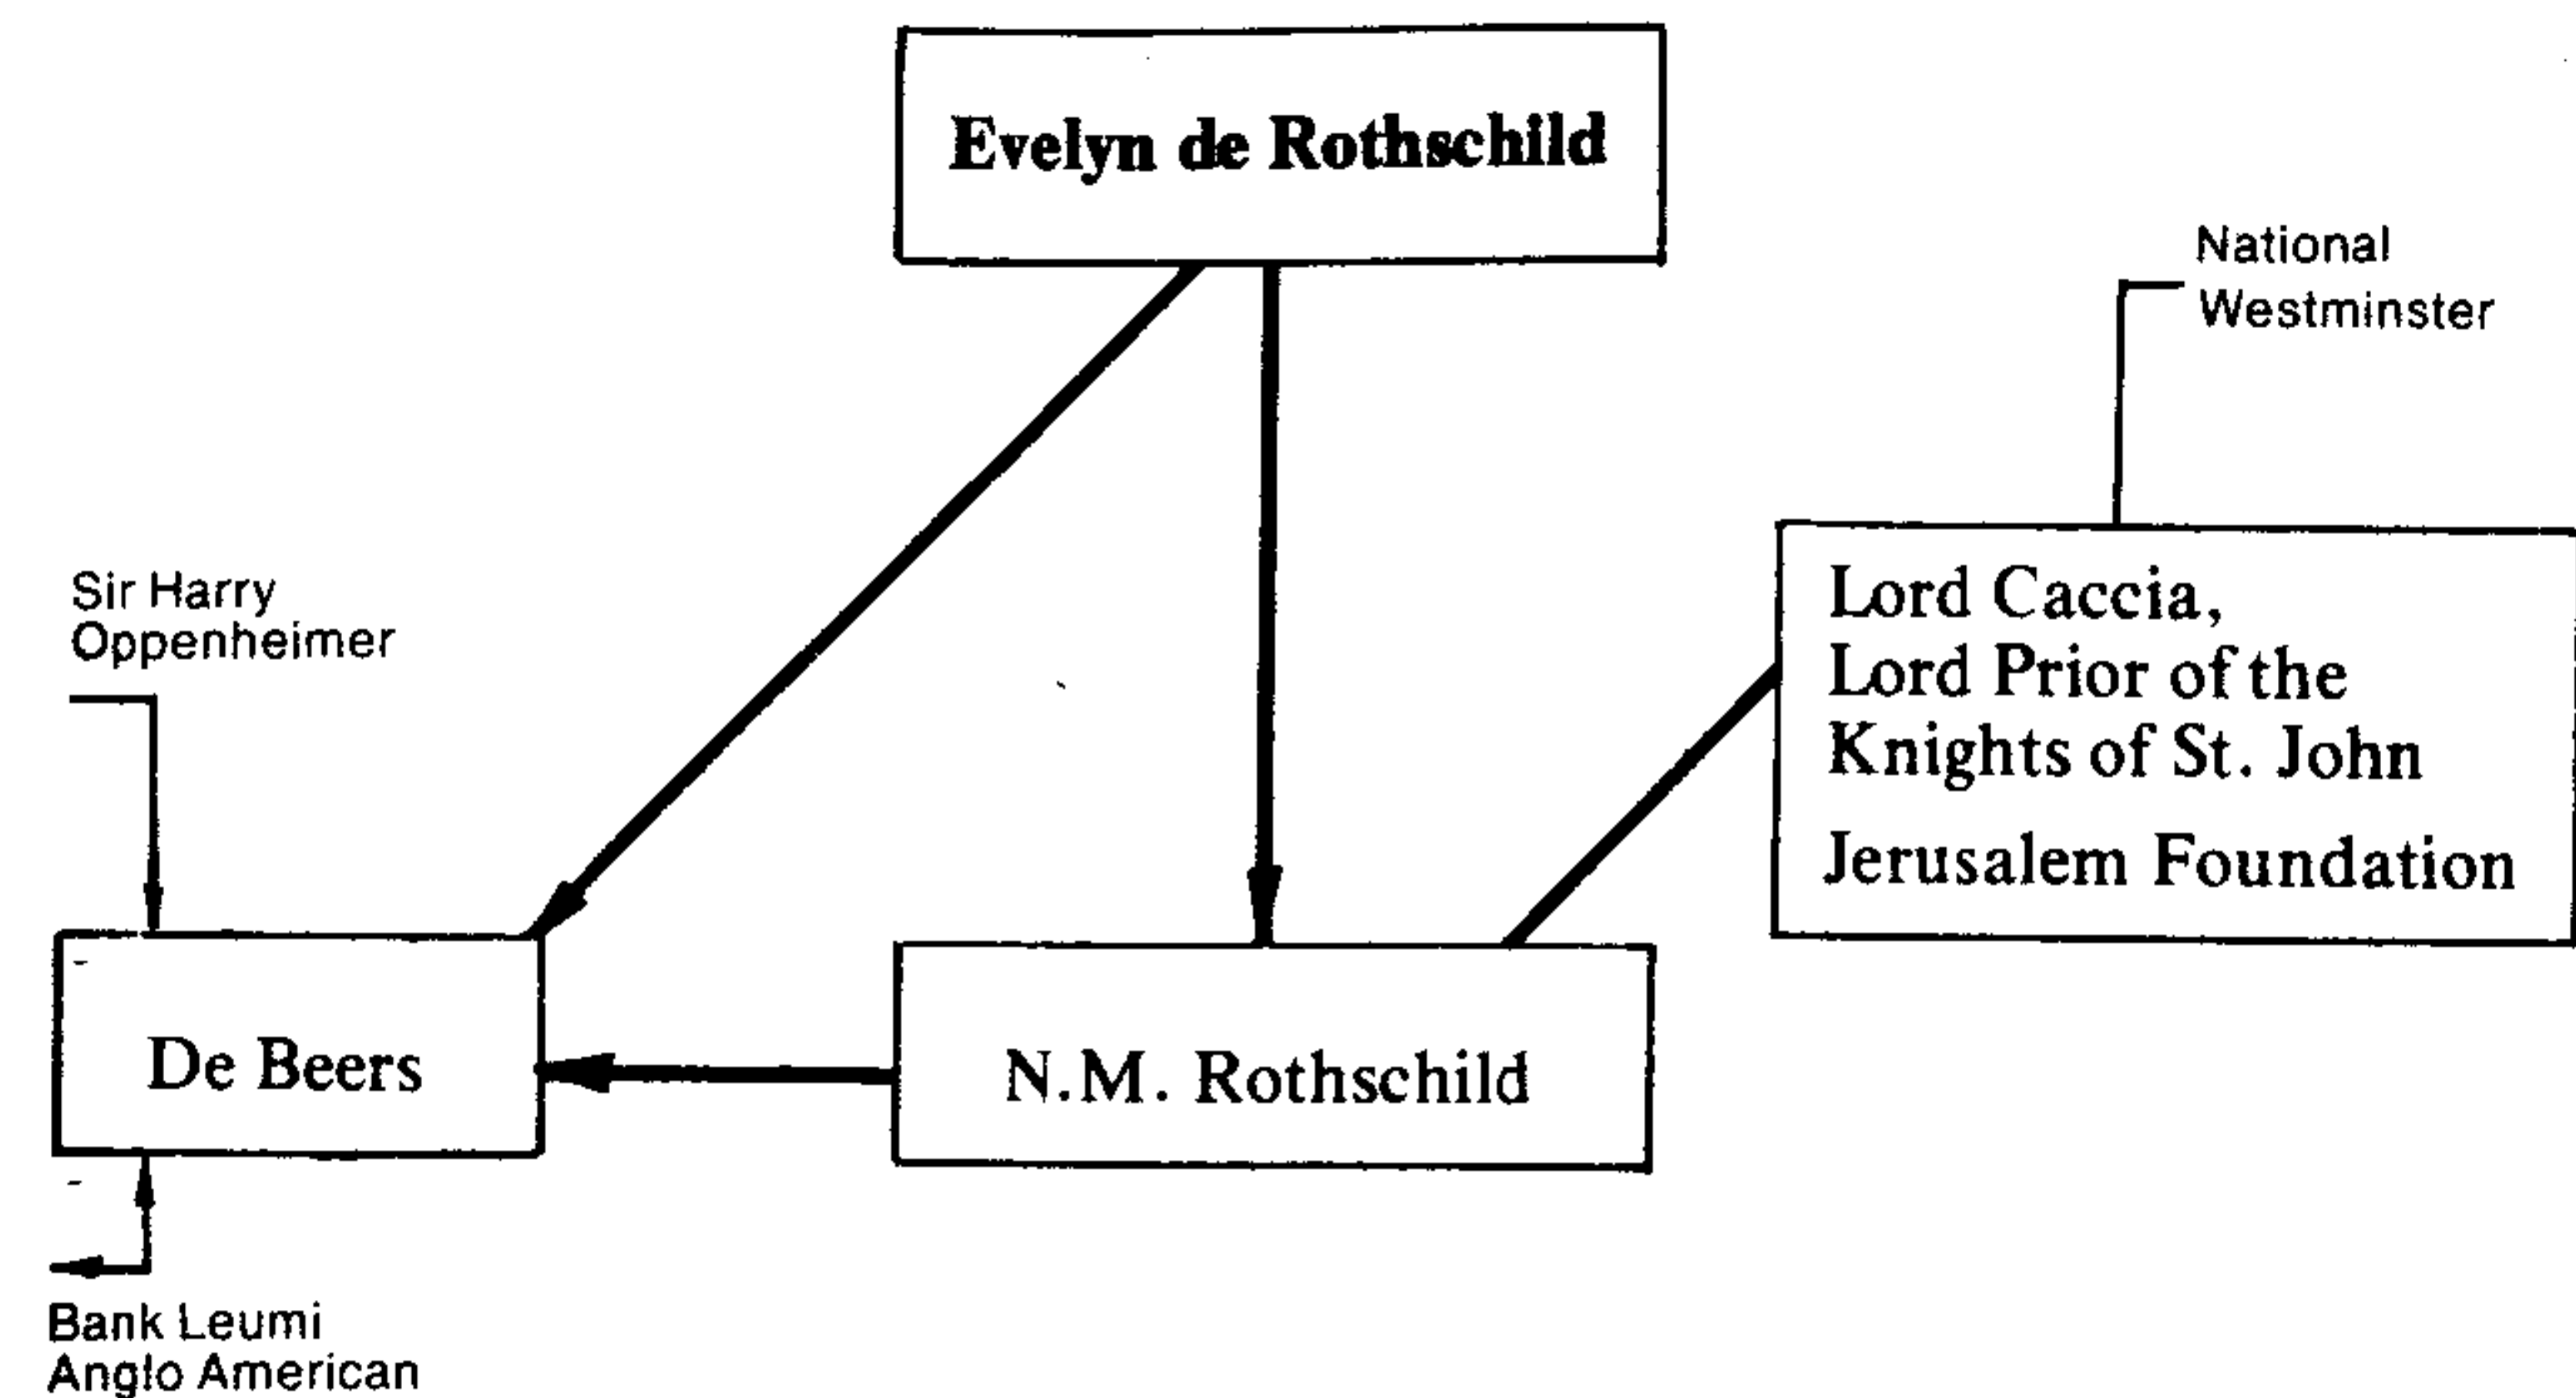 Evelyn de Rothschild
National
Westminster
Sir Harry
Oppenheimer
Lord Caccia,
Lord Prior of the
Knights of St. John
Jerusalem Foundation
De Beers
N.M. Rothschild
Bank Leumi
Anglo American